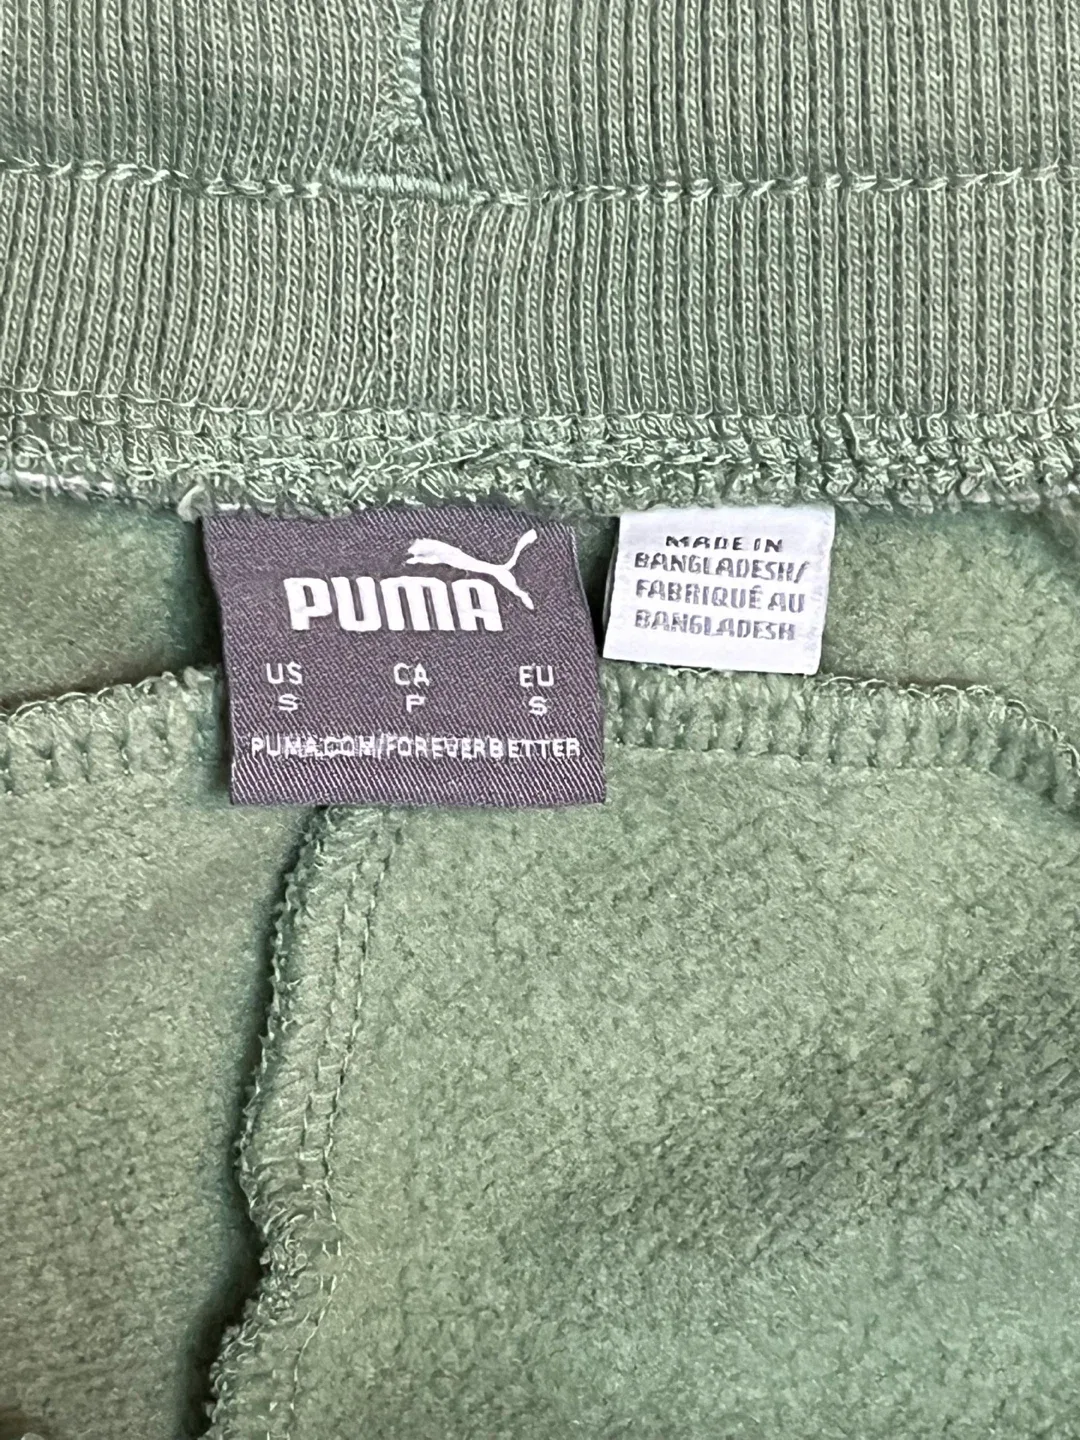 PUMA
US CA EU
S P S
PUMA.COM/FOREVERBETTER
MADE IN
BANGLADESH/
FABRIQUÉ AU
BANGLADESH